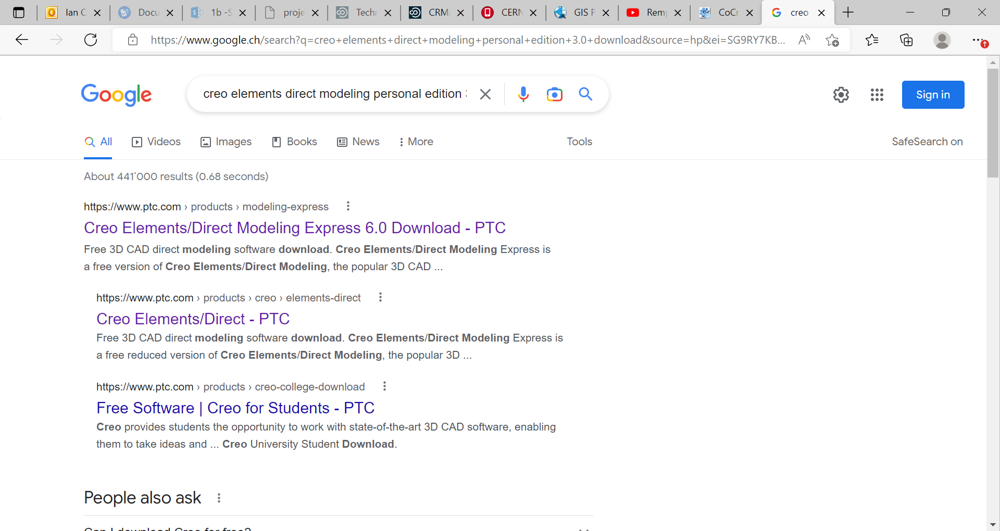 Ian C
Docu
1b -S
proje
Techn
CRM
CERN
GIS P
Rem
CoCr
creo
https://www.google.ch/search?q=creo+elements+direct+modeling+personal+edition+3.0+download&source=hp&ei=SG9RY7KB...
Google
creo elements direct modeling personal edition
Sign in
All
Videos
Images
Books
News
More
Tools
SafeSearch on
About 441'000 results (0.68 seconds)
https://www.ptc.com › products › modeling-express
Creo Elements/Direct Modeling Express 6.0 Download - PTC
Free 3D CAD direct modeling software download. Creo Elements/Direct Modeling Express is
a free version of Creo Elements/Direct Modeling, the popular 3D CAD ...
https://www.ptc.com › products › creo › elements-direct
Creo Elements/Direct - PTC
Free 3D CAD direct modeling software download. Creo Elements/Direct Modeling Express is
a free reduced version of Creo Elements/Direct Modeling, the popular 3D ...
https://www.ptc.com › products › creo-college-download
Free Software | Creo for Students - PTC
Creo provides students the opportunity to work with state-of-the-art 3D CAD software, enabling
them to take ideas and ... Creo University Student Download.
People also ask
Can I download Creo for free?